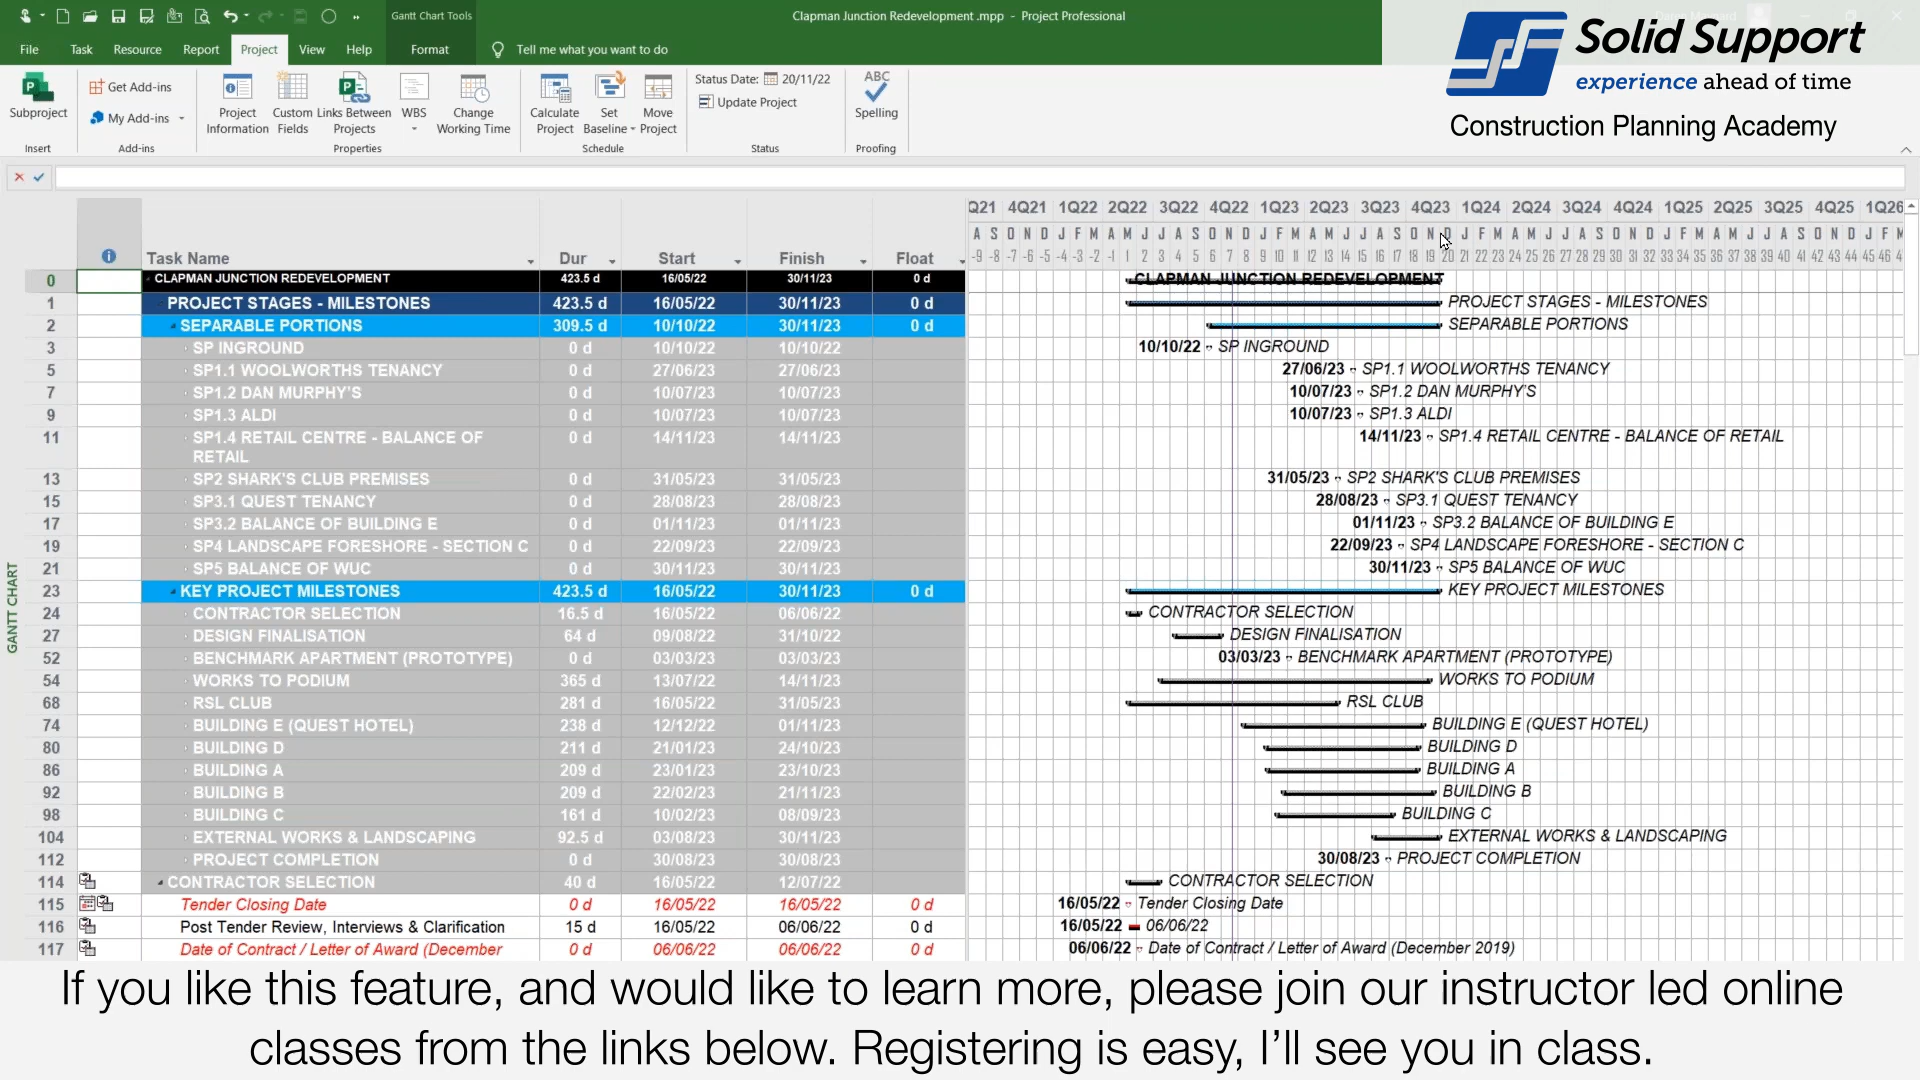 Gantt Chart Tools
Clapman Junction Redevelopment .mpp - Project Professional
File Task Resource Report Project View Help Format Tell me what you want to do
Solid Support
experience ahead of time
Construction Planning Academy
Subproject
Insert
Get Add-ins
My Add-ins
Add-ins
Project Information
Custom Fields
Links Between Projects
WBS
Change Working Time
Properties
Calculate Project
Set Baseline
Move Project
Schedule
Status Date: 20/11/22
Update Project
Status
ABC
Spelling
Proofing
GANTT CHART
Task Name Dur Start Finish Float
4Q21 1Q22 2Q22 3Q22 4Q22 1Q23 2Q23 3Q23 4Q23 1Q24 2Q24 3Q24 4Q24 1Q25 2Q25 3Q25 4Q25 1Q26
0 CLAPMAN JUNCTION REDEVELOPMENT 423.5 d 16/05/22 30/11/23 0 d CLAPMAN JUNCTION REDEVELOPMENT
1 PROJECT STAGES - MILESTONES 423.5 d 16/05/22 30/11/23 0 d PROJECT STAGES - MILESTONES
2 SEPARABLE PORTIONS 309.5 d 10/10/22 30/11/23 0 d SEPARABLE PORTIONS
3 SP INGROUND 0 d 10/10/22 10/10/22 10/10/22 SP INGROUND
5 SP1.1 WOOLWORTHS TENANCY 0 d 27/06/23 27/06/23 27/06/23 SP1.1 WOOLWORTHS TENANCY
7 SP1.2 DAN MURPHY'S 0 d 10/07/23 10/07/23 10/07/23 SP1.2 DAN MURPHY'S
9 SP1.3 ALDI 0 d 10/07/23 10/07/23 10/07/23 SP1.3 ALDI
11 SP1.4 RETAIL CENTRE - BALANCE OF 0 d 14/11/23 14/11/23 14/11/23 SP1.4 RETAIL CENTRE - BALANCE OF RETAIL
RETAIL
13 SP2 SHARK'S CLUB PREMISES 0 d 31/05/23 31/05/23 31/05/23 SP2 SHARK'S CLUB PREMISES
15 SP3.1 QUEST TENANCY 0 d 28/08/23 28/08/23 28/08/23 SP3.1 QUEST TENANCY
17 SP3.2 BALANCE OF BUILDING E 0 d 01/11/23 01/11/23 01/11/23 SP3.2 BALANCE OF BUILDING E
19 SP4 LANDSCAPE FORESHORE - SECTION C 0 d 22/09/23 22/09/23 22/09/23 SP4 LANDSCAPE FORESHORE - SECTION C
21 SP5 BALANCE OF WUC 0 d 30/11/23 30/11/23 30/11/23 SP5 BALANCE OF WUC
23 KEY PROJECT MILESTONES 423.5 d 16/05/22 30/11/23 0 d KEY PROJECT MILESTONES
24 CONTRACTOR SELECTION 16.5 d 16/05/22 06/06/22 CONTRACTOR SELECTION
27 DESIGN FINALISATION 64 d 09/08/22 31/10/22 DESIGN FINALISATION
52 BENCHMARK APARTMENT (PROTOTYPE) 0 d 03/03/23 03/03/23 03/03/23 BENCHMARK APARTMENT (PROTOTYPE)
54 WORKS TO PODIUM 365 d 13/07/22 14/11/23 WORKS TO PODIUM
68 RSL CLUB 281 d 16/05/22 31/05/23 RSL CLUB
74 BUILDING E (QUEST HOTEL) 238 d 12/12/22 01/11/23 BUILDING E (QUEST HOTEL)
80 BUILDING D 211 d 21/01/23 24/10/23 BUILDING D
86 BUILDING A 209 d 23/01/23 23/10/23 BUILDING A
92 BUILDING B 209 d 22/02/23 21/11/23 BUILDING B
98 BUILDING C 161 d 10/02/23 08/09/23 BUILDING C
104 EXTERNAL WORKS & LANDSCAPING 92.5 d 03/08/23 30/11/23 EXTERNAL WORKS & LANDSCAPING
112 PROJECT COMPLETION 0 d 30/08/23 30/08/23 30/08/23 PROJECT COMPLETION
114 CONTRACTOR SELECTION 40 d 16/05/22 12/07/22 CONTRACTOR SELECTION
115 Tender Closing Date 0 d 16/05/22 16/05/22 0 d 16/05/22 Tender Closing Date
116 Post Tender Review, Interviews & Clarification 15 d 16/05/22 06/06/22 0 d 16/05/22 06/06/22
117 Date of Contract / Letter of Award (December 0 d 06/06/22 06/06/22 0 d 06/06/22 Date of Contract / Letter of Award (December 2019)
If you like this feature, and would like to learn more, please join our instructor led online
classes from the links below. Registering is easy, I'll see you in class.